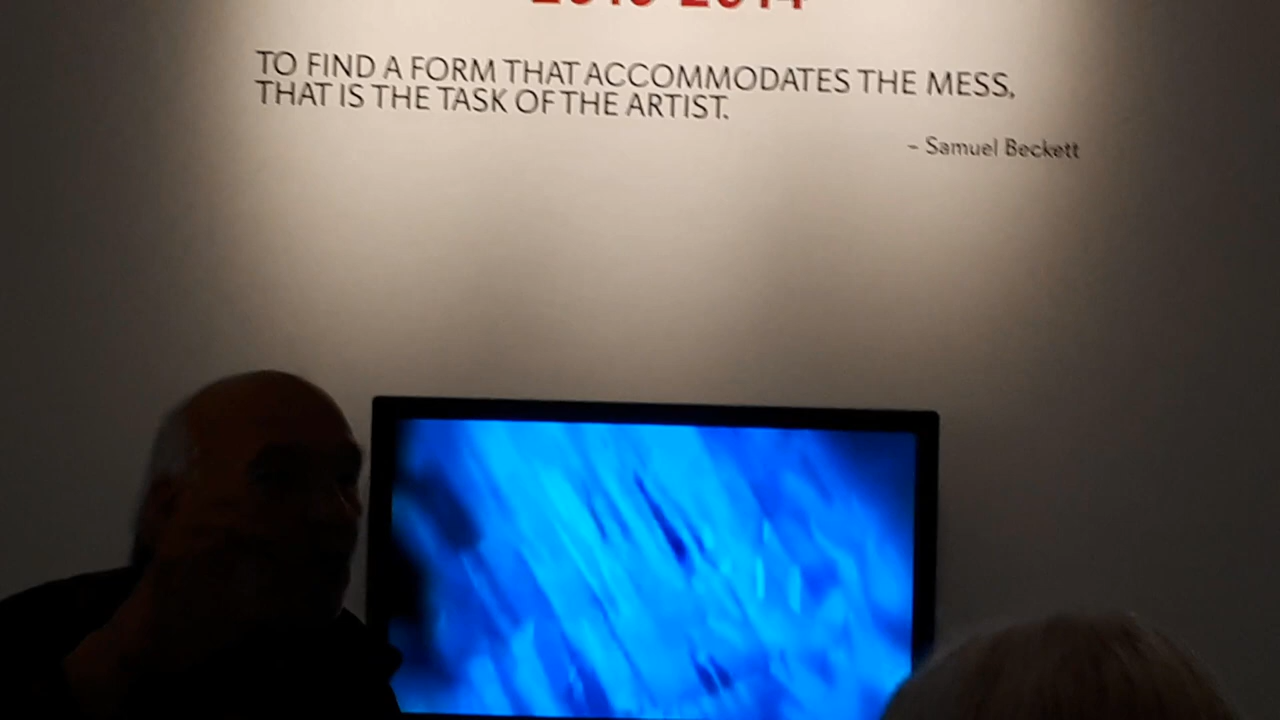 TO FIND A FORM THAT ACCOMMODATES THE MESS,
THAT IS THE TASK OF THE ARTIST.
– Samuel Beckett